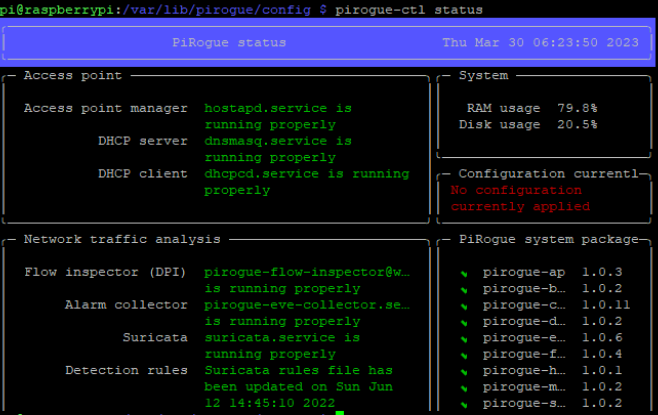 pi@raspberrypi:/var/lib/pirogue/config $ pirogue-ctl status
PiRogue status Thu Mar 30 06:23:50 2023
Access point
Access point manager hostapd.service is
running properly
DHCP server dnsmasq.service is
running properly
DHCP client dhcpcd.service is running
properly
System
RAM usage 79.8%
Disk usage 20.5%
Configuration currentl
No configuration
currently applied
Network traffic analysis
Flow inspector (DPI) pirogue-flow-inspector@w…
is running properly
Alarm collector pirogue-eve-collector.se…
is running properly
Suricata suricata.service is
running properly
Detection rules Suricata rules file has
been updated on Sun Jun
12 14:45:10 2022
PiRogue system package
pirogue-ap 1.0.3
pirogue-b… 1.0.2
pirogue-c… 1.0.11
pirogue-d… 1.0.2
pirogue-e… 1.0.6
pirogue-f… 1.0.4
pirogue-h… 1.0.1
pirogue-m… 1.0.2
pirogue-s… 1.0.2